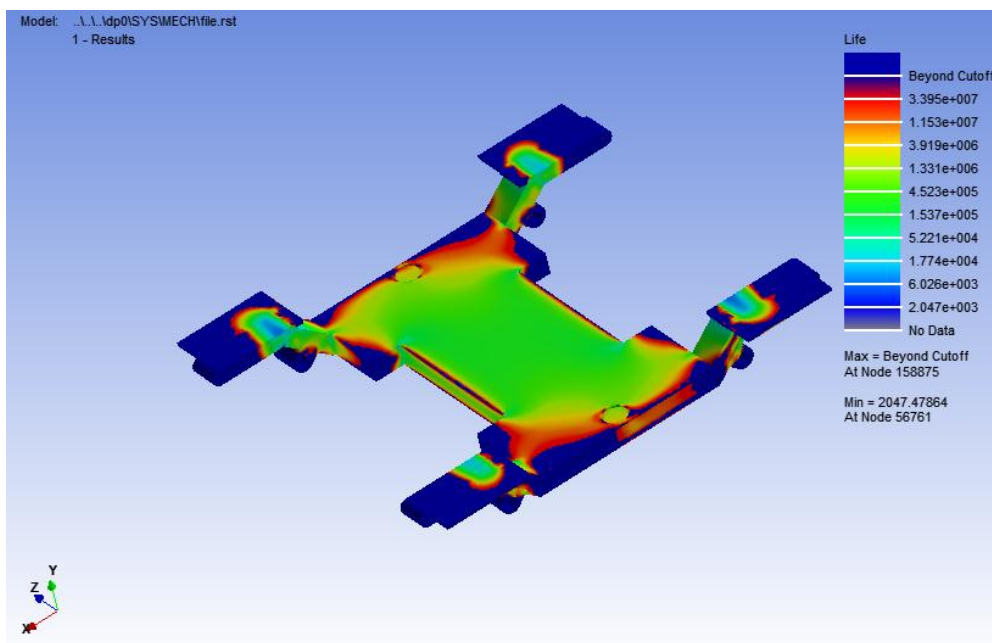 Model: ..\..\..\dp0\SYS\MECH\file.rst
1 - Results
Life
Beyond Cutoff
3.395e+007
1.153e+007
3.919e+006
1.331e+006
4.523e+005
1.537e+005
5.221e+004
1.774e+004
6.026e+003
2.047e+003
No Data
Max = Beyond Cutoff
At Node 158875
Min = 2047.47864
At Node 56761
Y
Z
X